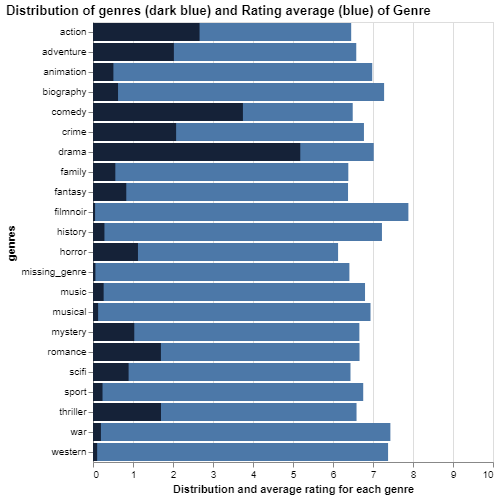 Distribution of genres (dark blue) and Rating average (blue) of Genre
action
adventure
animation
biography
comedy
crime
drama
family
fantasy
filmnoir
history
horror
missing_genre
music
musical
mystery
romance
scifi
sport
thriller
war
western
genres
0 1 2 3 4 5 6 7 8 9 10
Distribution and average rating for each genre